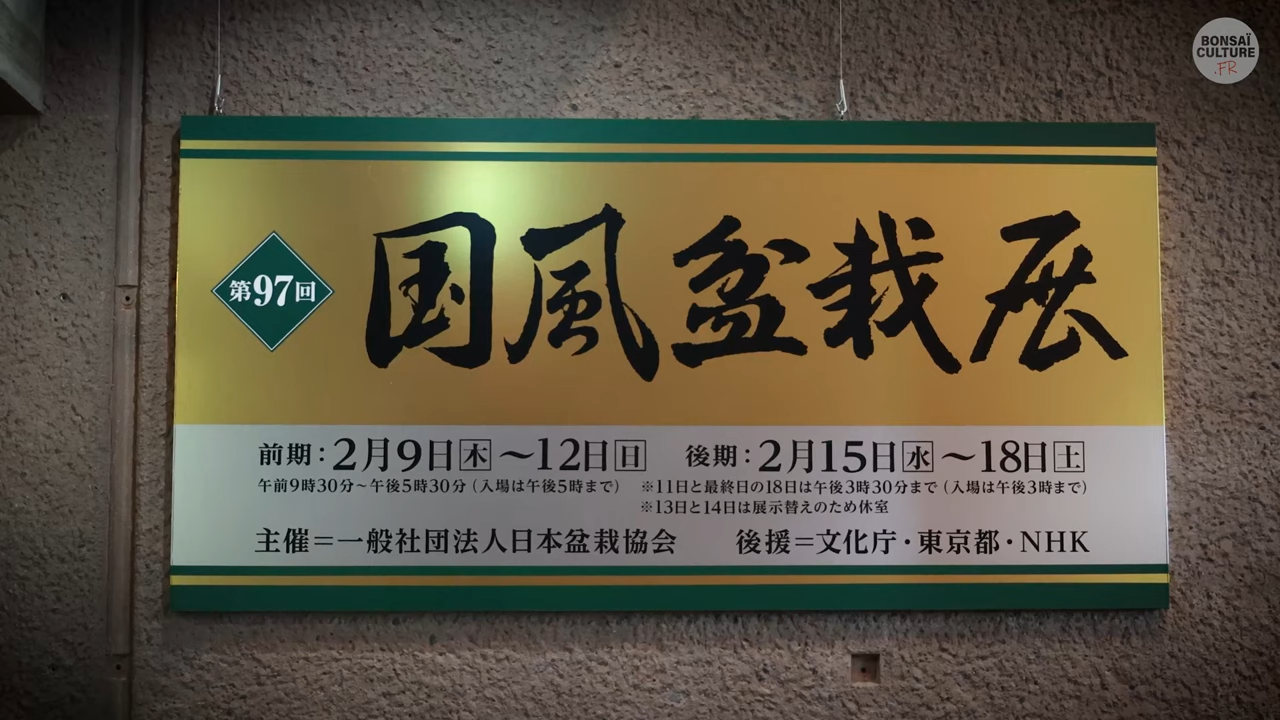 BONSAÏ
CULTURE
.FR
第97回
国風盆栽展
前期：2月9日木～12日日 後期：2月15日水～18日土
午前9時30分～午後5時30分（入場は午後5時まで） ※11日と最終日の18日は午後3時30分まで（入場は午後3時まで）
※13日と14日は展示替えのため休室
主催＝一般社団法人日本盆栽協会 後援＝文化庁・東京都・NHK